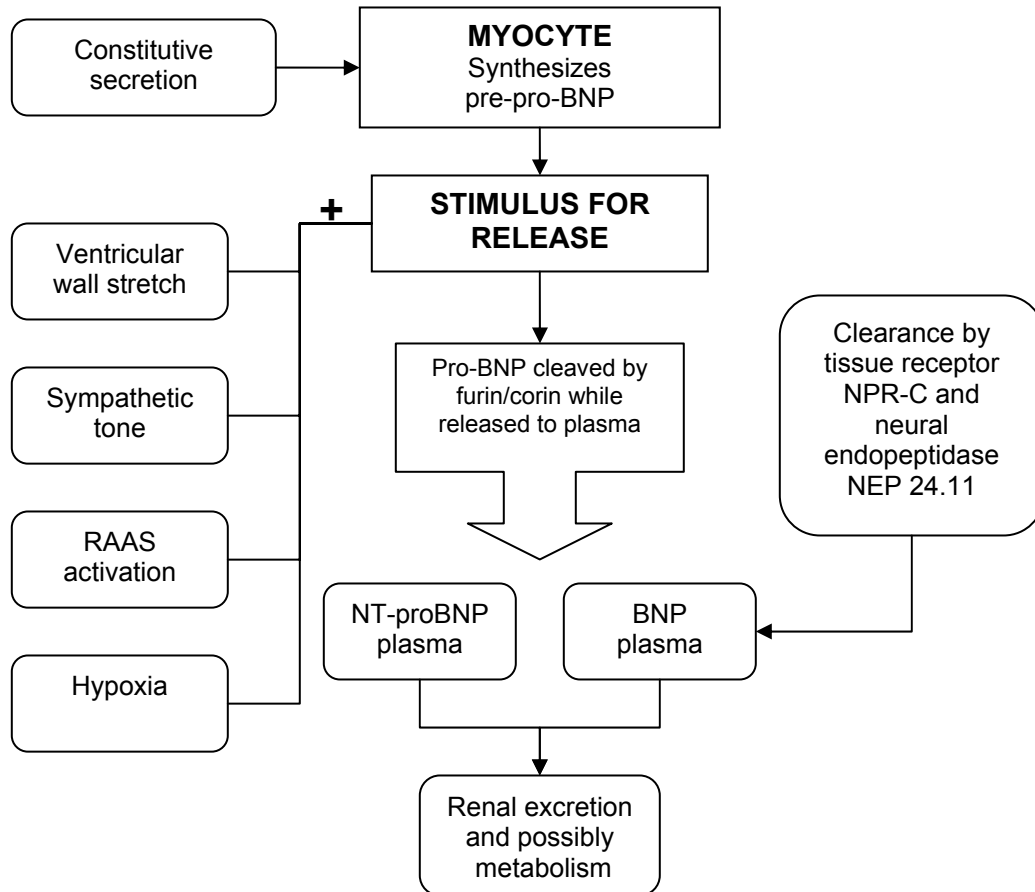 Constitutive
secretion
MYOCYTE
Synthesizes
pre-pro-BNP
+
STIMULUS FOR
RELEASE
Ventricular
wall stretch
Sympathetic
tone
RAAS
activation
Hypoxia
Pro-BNP cleaved by
furin/corin while
released to plasma
Clearance by
tissue receptor
NPR-C and
neural
endopeptidase
NEP 24.11
NT-proBNP
plasma
BNP
plasma
Renal excretion
and possibly
metabolism